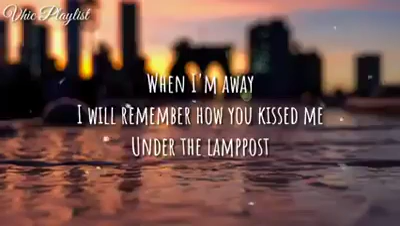 Vhic Playlist
When I'm away
I will remember how you kissed me
Under the lamppost